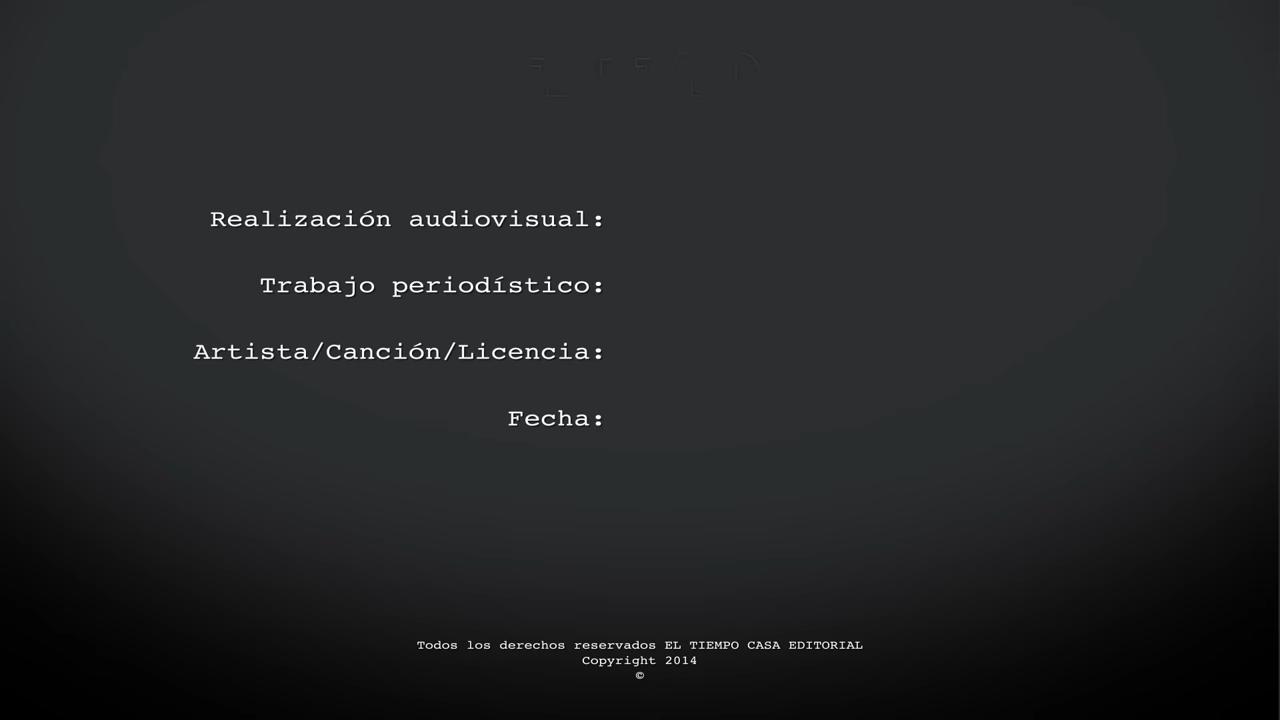 Realización audiovisual:
Trabajo periodístico:
Artista/Canción/Licencia:
Fecha:
Todos los derechos reservados EL TIEMPO CASA EDITORIAL
Copyright 2014
©